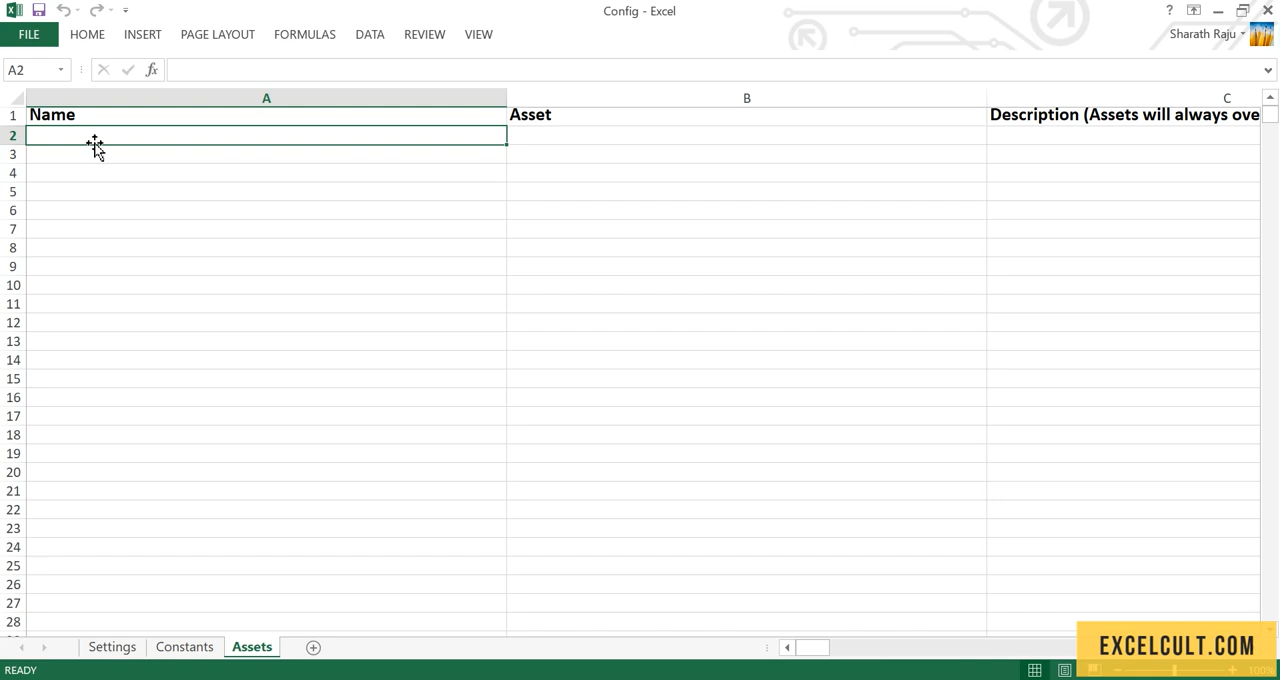 Config - Excel
?
FILE HOME INSERT PAGE LAYOUT FORMULAS DATA REVIEW VIEW
Sharath Raju
A2
fx
A B C
1 Name Asset Description (Assets will always ove
2
3
4
5
6
7
8
9
10
11
12
13
14
15
16
17
18
19
20
21
22
23
24
25
26
27
28
Settings Constants Assets
EXCELCULT.COM
READY
100%